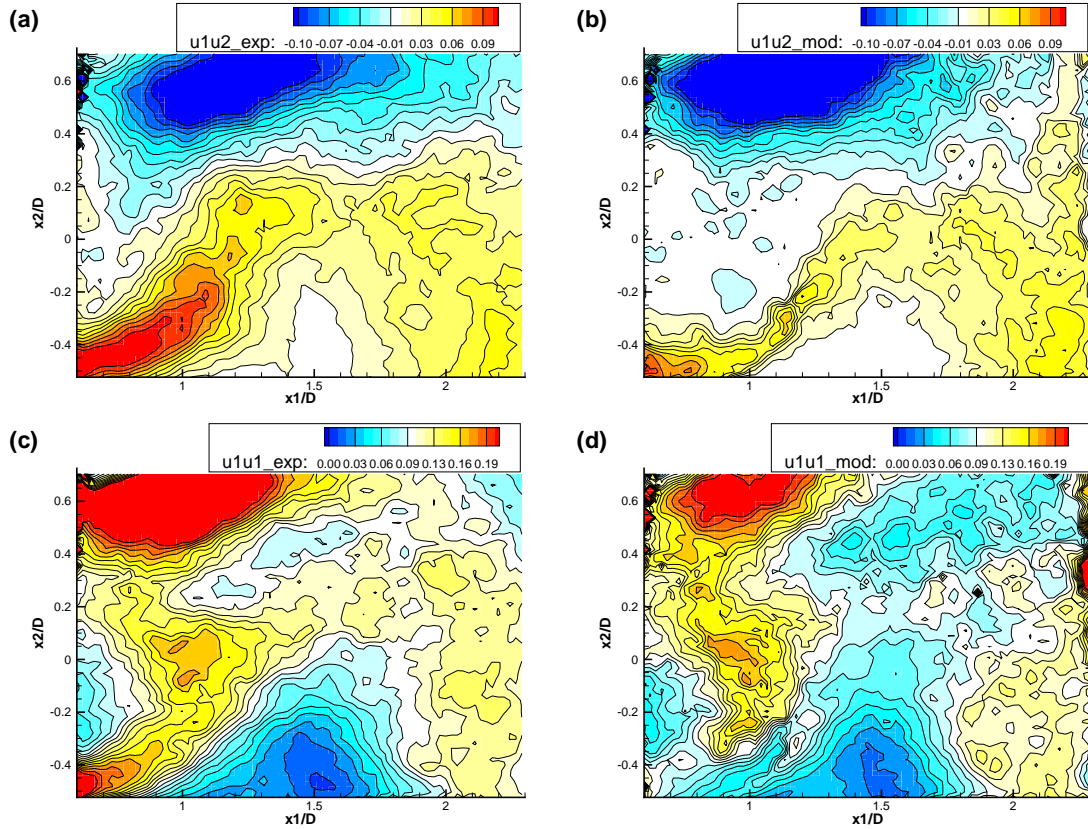 (a)
u1u2_exp: -0.10 -0.07 -0.04 -0.01 0.03 0.06 0.09
x2/D
0.6
0.4
0.2
0
-0.2
-0.4
1 1.5 2
x1/D
(b)
u1u2_mod: -0.10 -0.07 -0.04 -0.01 0.03 0.06 0.09
x2/D
0.6
0.4
0.2
0
-0.2
-0.4
1 1.5 2
x1/D
(c)
u1u1_exp: 0.00 0.03 0.06 0.09 0.13 0.16 0.19
x2/D
0.6
0.4
0.2
0
-0.2
-0.4
1 1.5 2
x1/D
(d)
u1u1_mod: 0.00 0.03 0.06 0.09 0.13 0.16 0.19
x2/D
0.6
0.4
0.2
0
-0.2
-0.4
1 1.5 2
x1/D